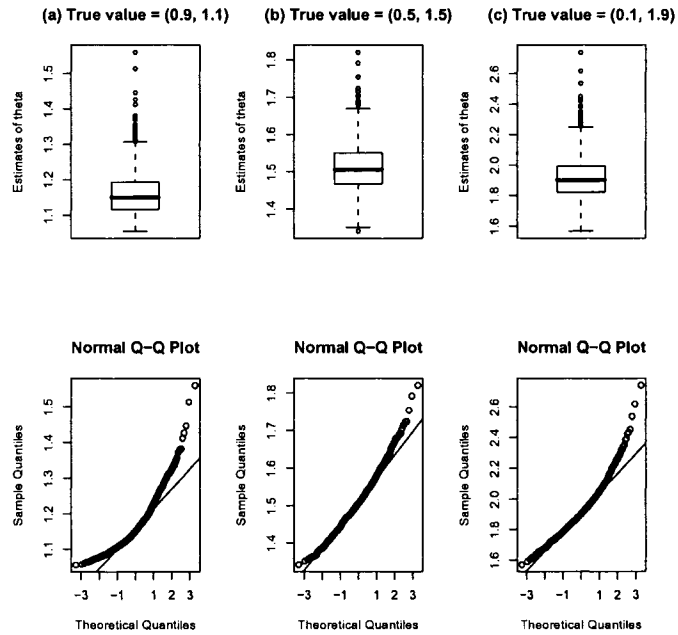 (a) True value = (0.9, 1.1)
(b) True value = (0.5, 1.5)
(c) True value = (0.1, 1.9)
Estimates of theta
1.1 1.2 1.3 1.4 1.5
Estimates of theta
1.4 1.5 1.6 1.7 1.8
Estimates of theta
1.6 1.8 2.0 2.2 2.4 2.6
Normal Q−Q Plot
Normal Q−Q Plot
Normal Q−Q Plot
Sample Quantiles
1.1 1.2 1.3 1.4 1.5
Sample Quantiles
1.4 1.5 1.6 1.7 1.8
Sample Quantiles
1.6 1.8 2.0 2.2 2.4 2.6
−3 −1 1 2 3
−3 −1 1 2 3
−3 −1 1 2 3
Theoretical Quantiles
Theoretical Quantiles
Theoretical Quantiles